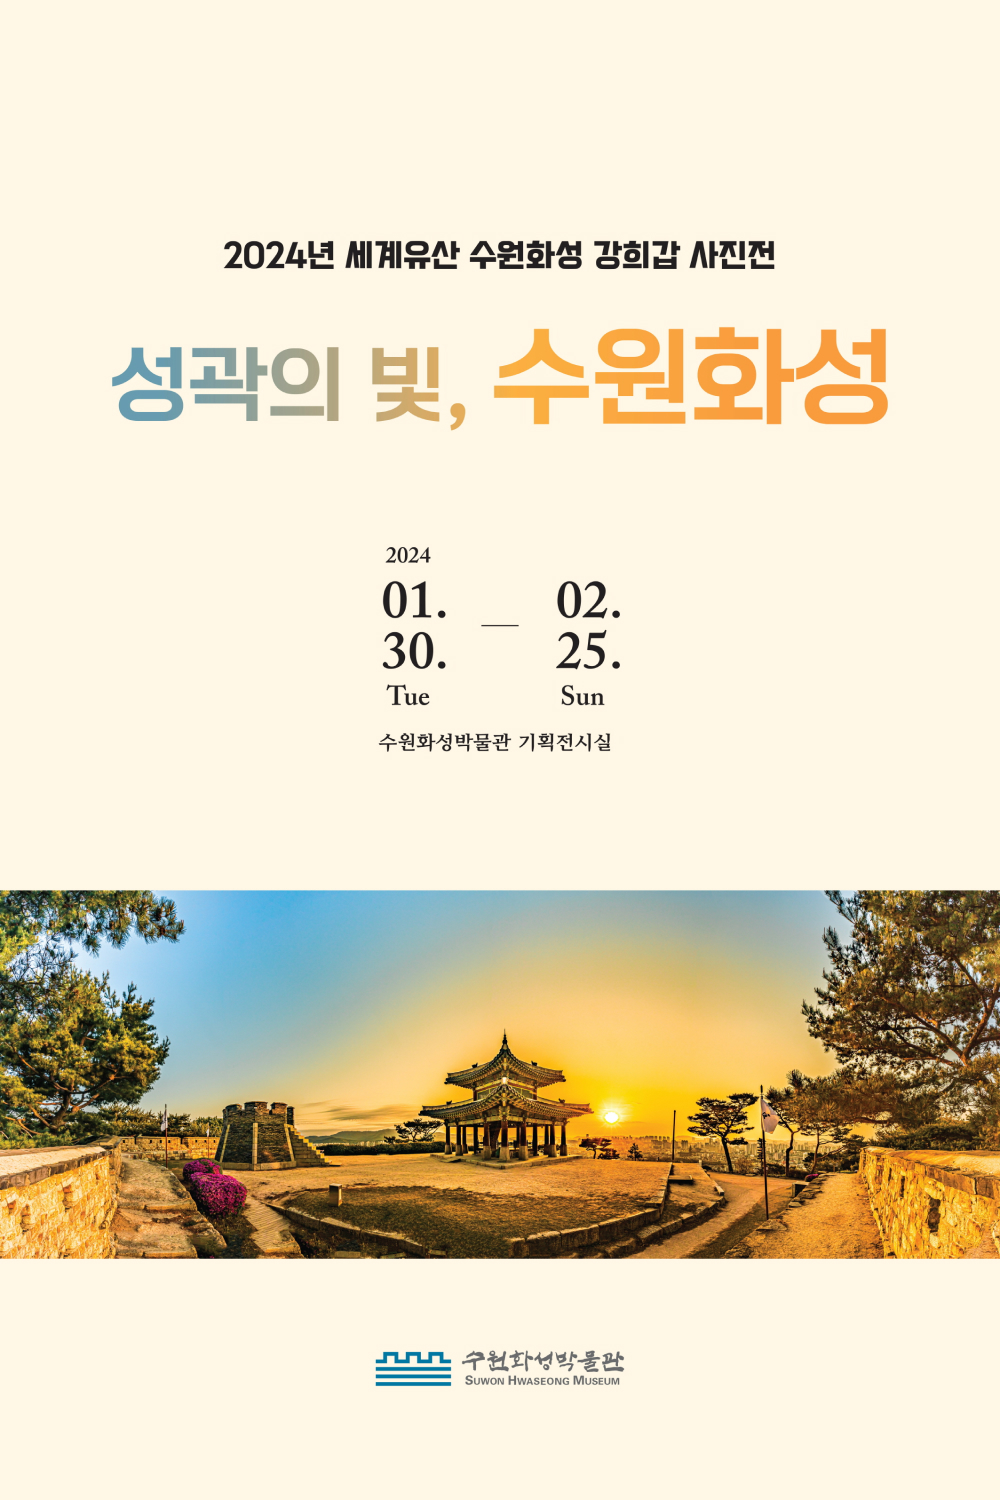 2024년 세계유산 수원화성 강희갑 사진전
성곽의 빛, 수원화성
2024
01.
30.
Tue
—
02.
25.
Sun
수원화성박물관 기획전시실
수원화성박물관
SUWON HWASEONG MUSEUM